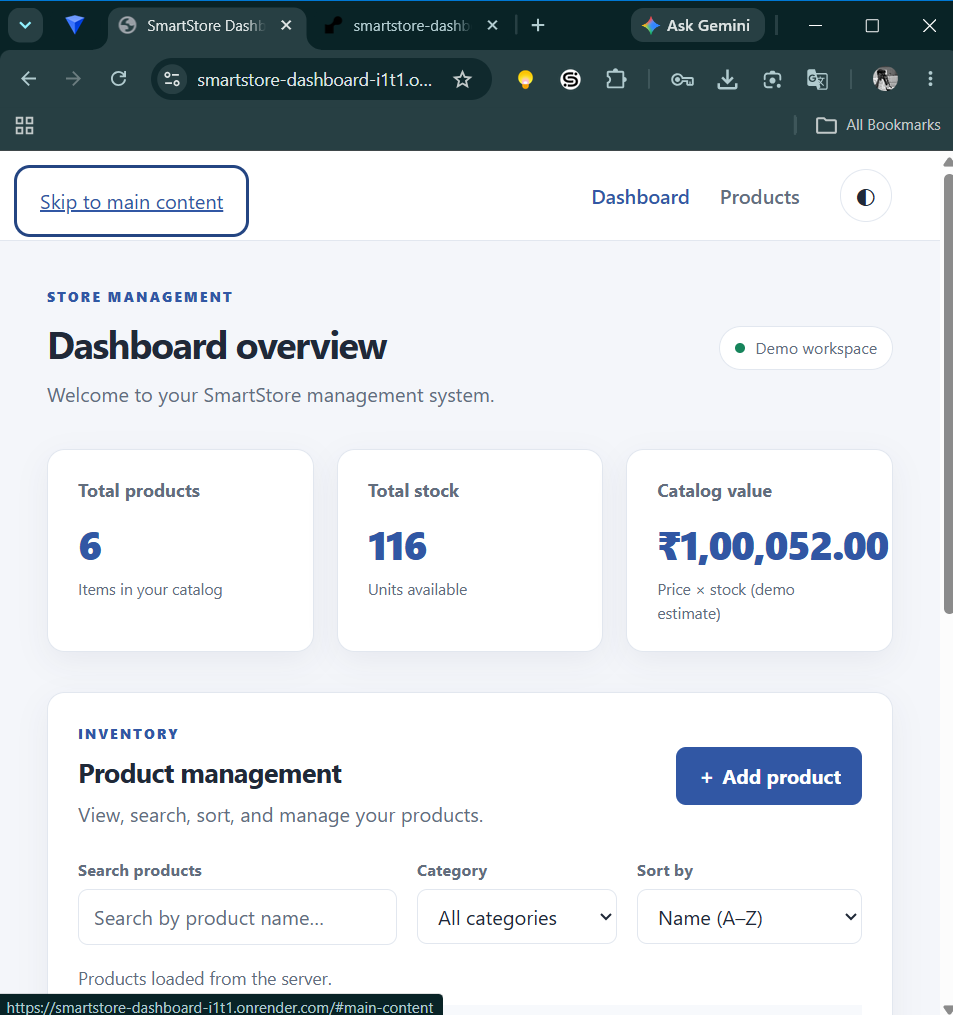 SmartStore Dashb
smartstore-dashb
Ask Gemini
smartstore-dashboard-i1t1.o...
All Bookmarks
Skip to main content
Dashboard
Products
STORE MANAGEMENT
Dashboard overview
Demo workspace
Welcome to your SmartStore management system.
Total products
6
Items in your catalog
Total stock
116
Units available
Catalog value
₹1,00,052.00
Price × stock (demo
estimate)
INVENTORY
Product management
+ Add product
View, search, sort, and manage your products.
Search products
Search by product name...
Category
All categories
Sort by
Name (A–Z)
Products loaded from the server.
https://smartstore-dashboard-i1t1.onrender.com/#main-content